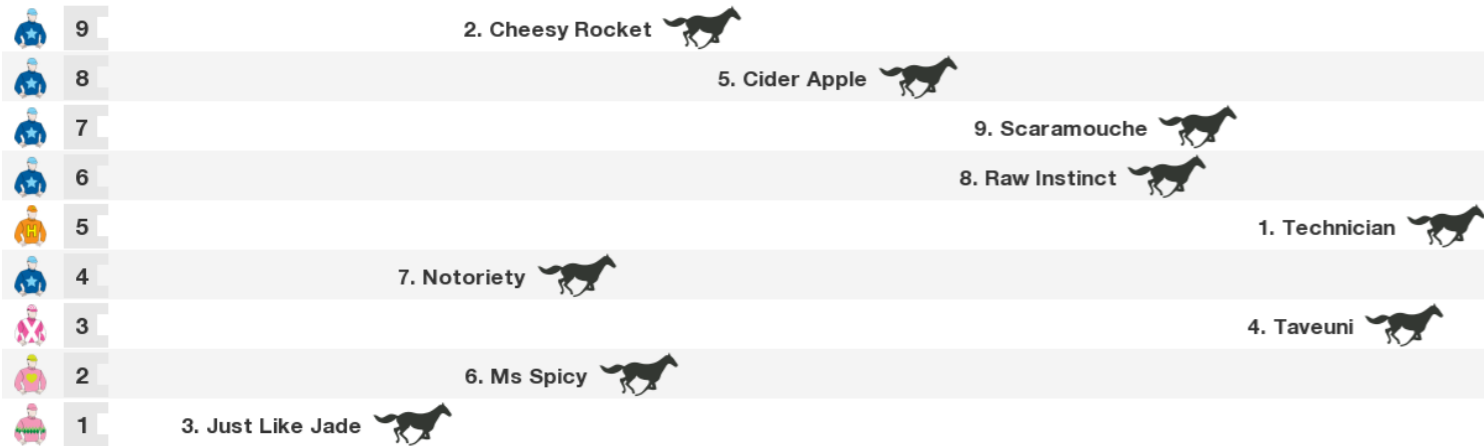 9 2. Cheesy Rocket
8 5. Cider Apple
7 9. Scaramouche
6 8. Raw Instinct
H 5 1. Technician
4 7. Notoriety
3 4. Taveuni
2 6. Ms Spicy
1 3. Just Like Jade